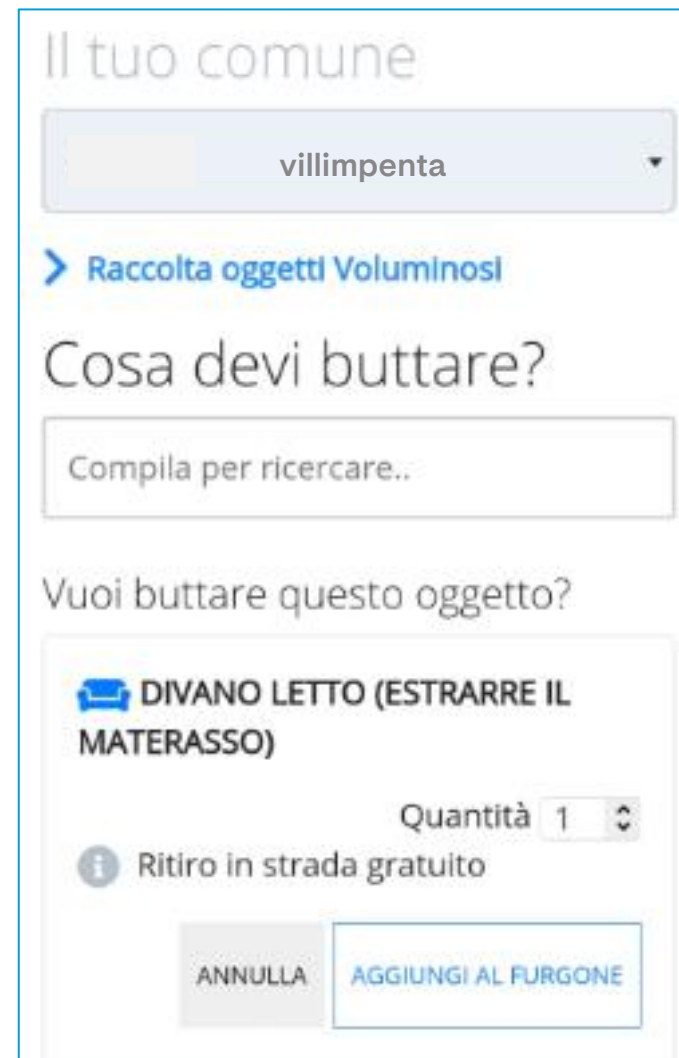 Il tuo comune
villimpenta
Raccolta oggetti Voluminosi
Cosa devi buttare?
Compila per ricercare..
Vuoi buttare questo oggetto?
DIVANO LETTO (ESTRARRE IL
MATERASSO)
Quantità 1
Ritiro in strada gratuito
ANNULLA AGGIUNGI AL FURGONE